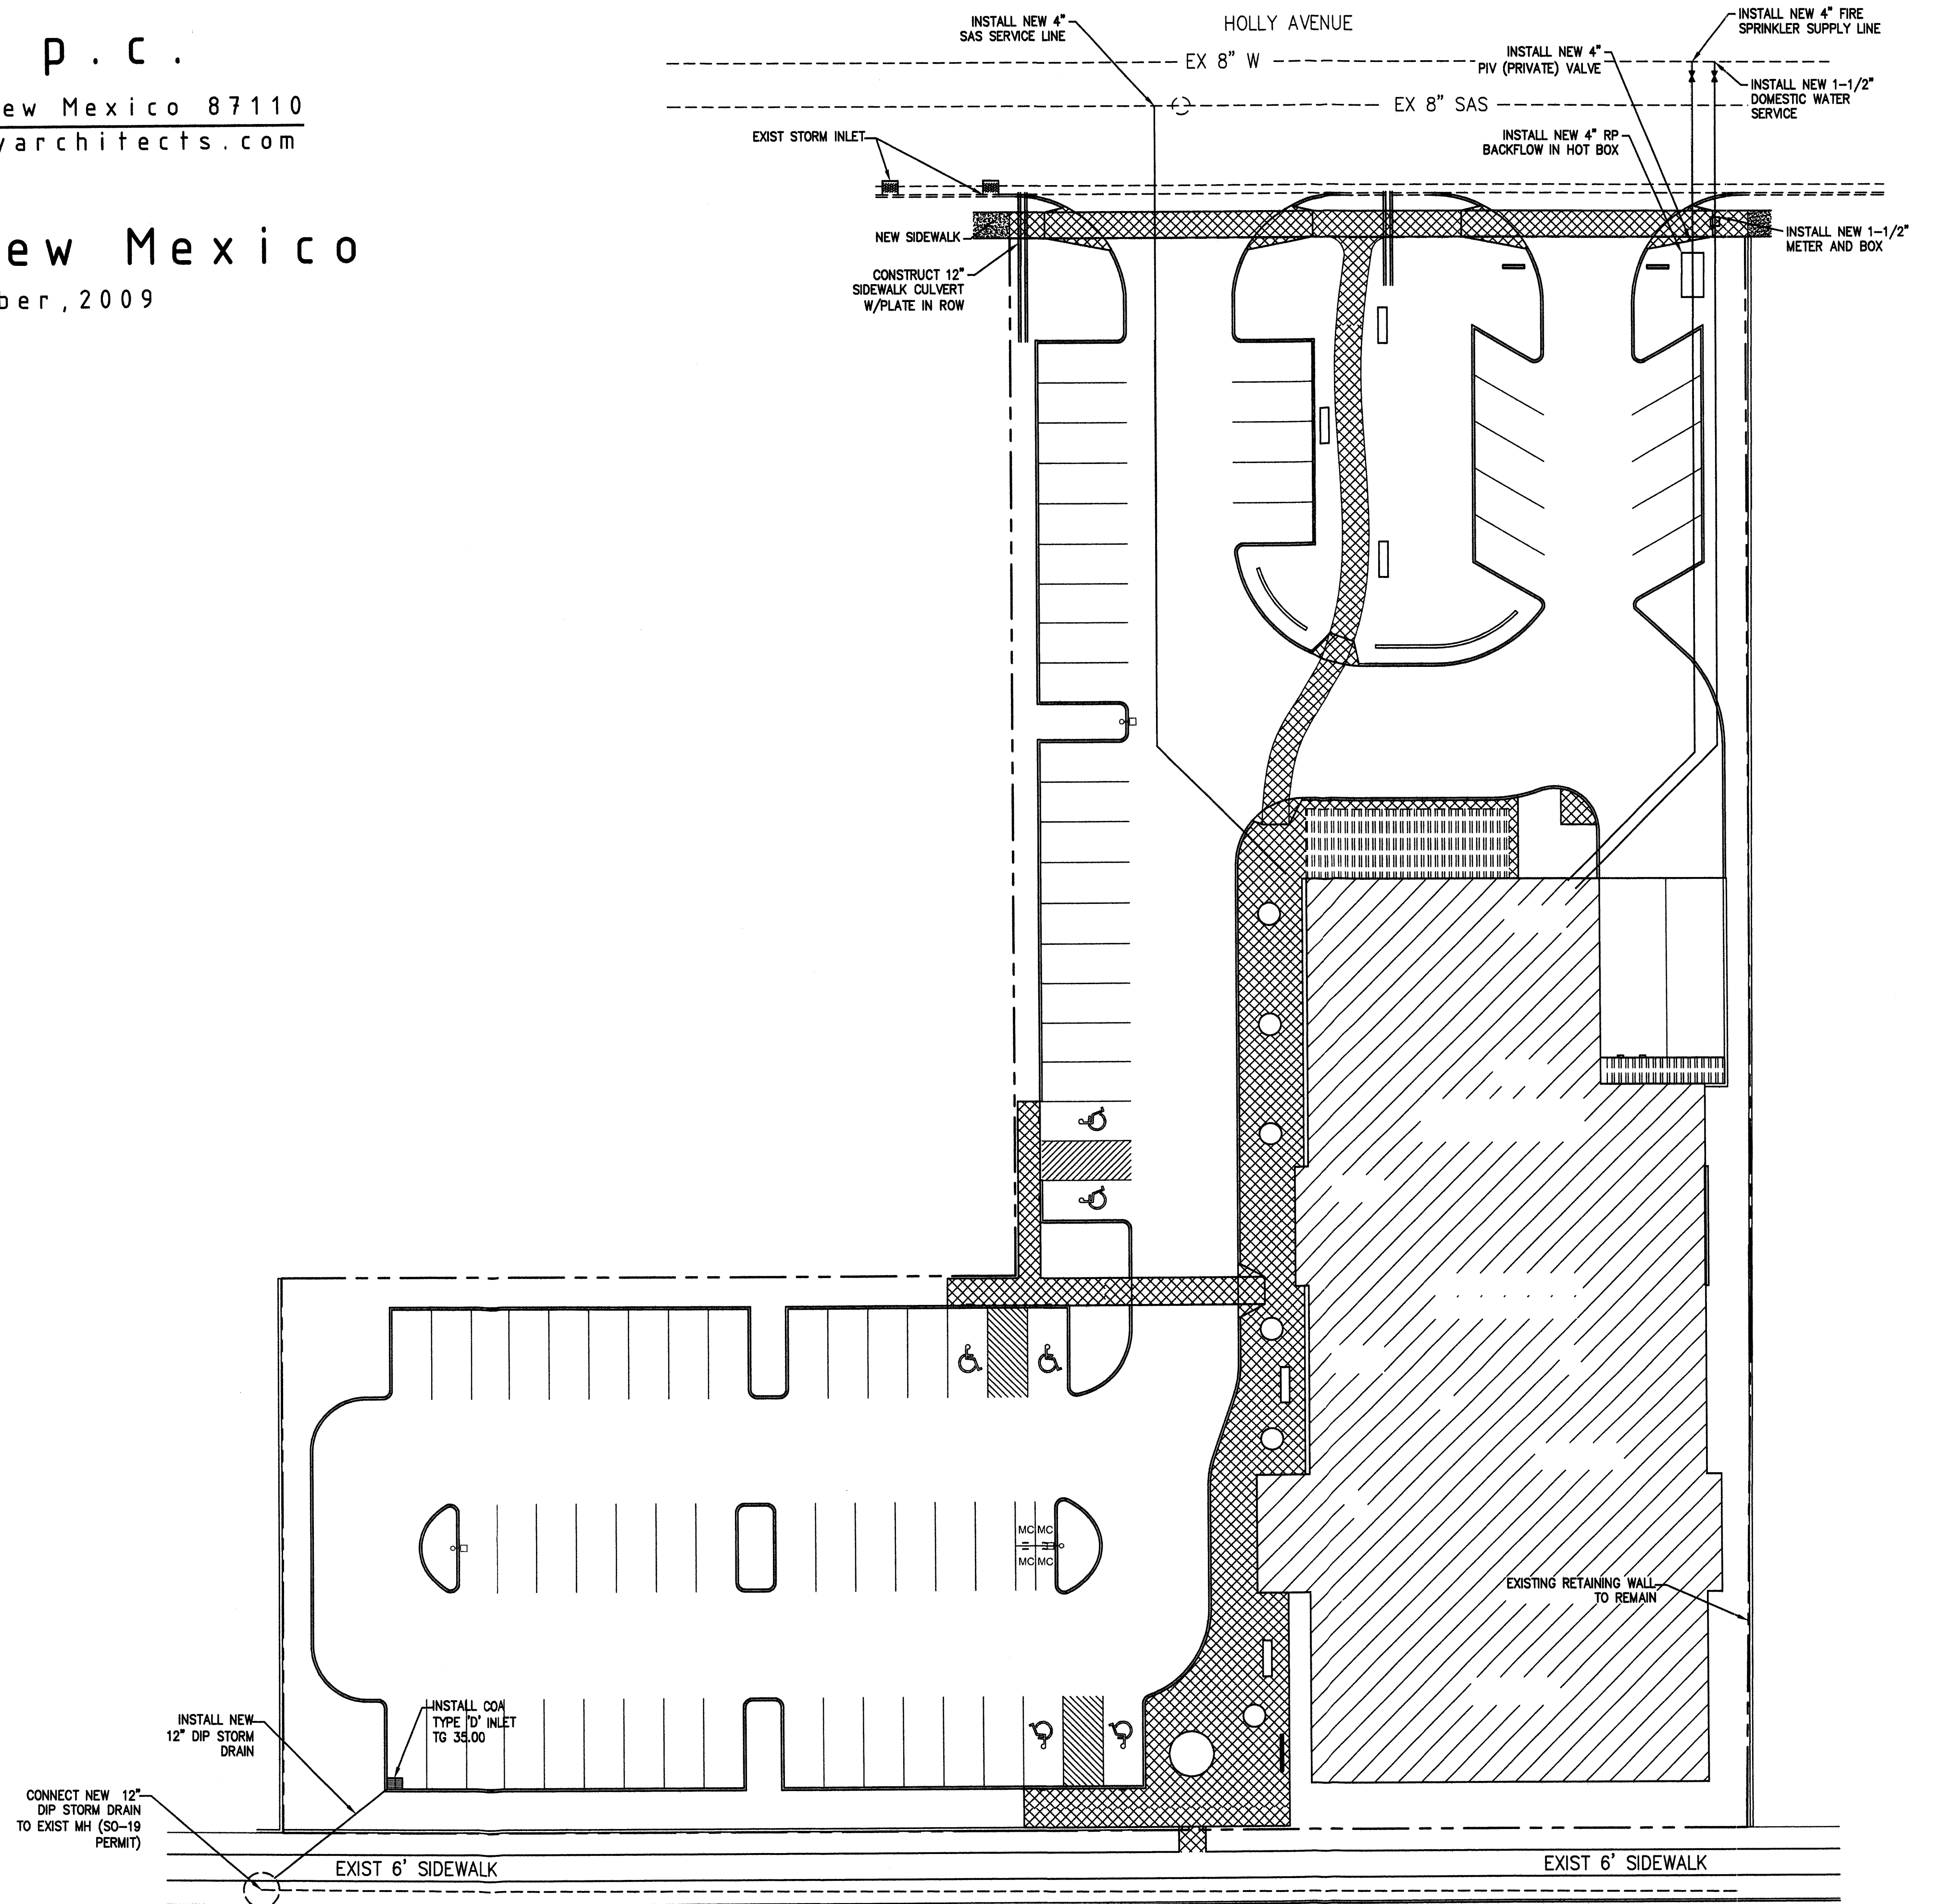 p.c.
ew Mexico 87110
yarchitects.com
ew Mexico
ber,2009
HOLLY AVENUE
INSTALL NEW 4"
SAS SERVICE LINE
EX 8" W
EX 8" SAS
INSTALL NEW 4"
PIV (PRIVATE) VALVE
INSTALL NEW 4" FIRE
SPRINKLER SUPPLY LINE
INSTALL NEW 1-1/2"
DOMESTIC WATER
SERVICE
EXIST STORM INLET
INSTALL NEW 4" RP
BACKFLOW IN HOT BOX
NEW SIDEWALK
INSTALL NEW 1-1/2"
METER AND BOX
CONSTRUCT 12"
SIDEWALK CULVERT
W/PLATE IN ROW
MC MC
MC MC
EXISTING RETAINING WALL
TO REMAIN
INSTALL COA
TYPE 'D' INLET
TG 35.00
INSTALL NEW
12" DIP STORM
DRAIN
CONNECT NEW 12"
DIP STORM DRAIN
TO EXIST MH (SO-19
PERMIT)
EXIST 6' SIDEWALK
EXIST 6' SIDEWALK